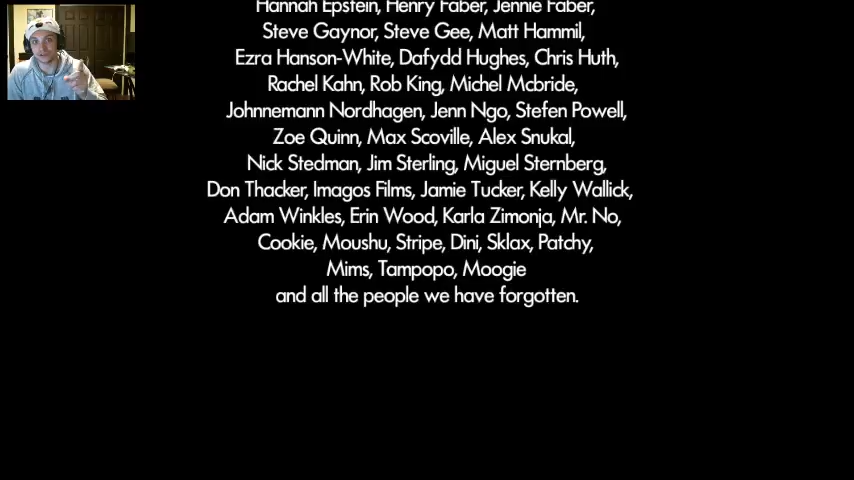 Hannah Epstein, Henry Faber, Jennie Faber,
Steve Gaynor, Steve Gee, Matt Hammil,
Ezra Hanson-White, Dafydd Hughes, Chris Huth,
Rachel Kahn, Rob King, Michel Mcbride,
Johnnemann Nordhagen, Jenn Ngo, Stefen Powell,
Zoe Quinn, Max Scoville, Alex Snukal,
Nick Stedman, Jim Sterling, Miguel Sternberg,
Don Thacker, Imagos Films, Jamie Tucker, Kelly Wallick,
Adam Winkles, Erin Wood, Karla Zimonja, Mr. No,
Cookie, Moushu, Stripe, Dini, Sklax, Patchy,
Mims, Tampopo, Moogie
and all the people we have forgotten.